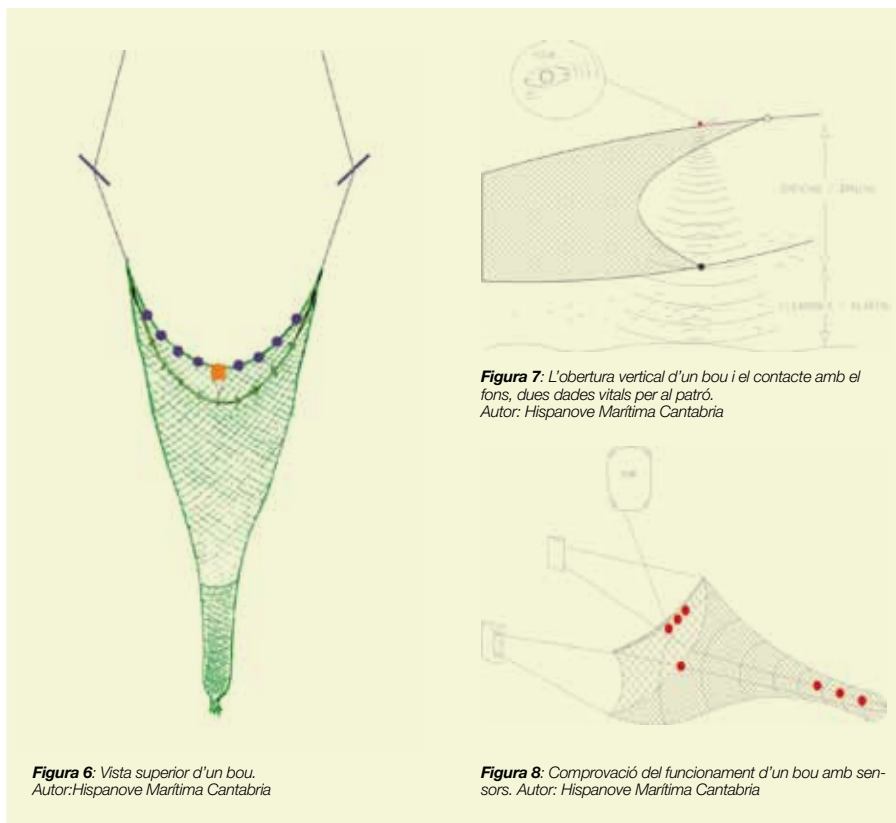 Figura 6: Vista superior d'un bou.
Autor:Hispanove Marítima Cantabria
Figura 7: L'obertura vertical d'un bou i el contacte amb el
fons, dues dades vitals per al patró.
Autor: Hispanove Marítima Cantabria
Figura 8: Comprovació del funcionament d'un bou amb sen-
sors. Autor: Hispanove Marítima Cantabria